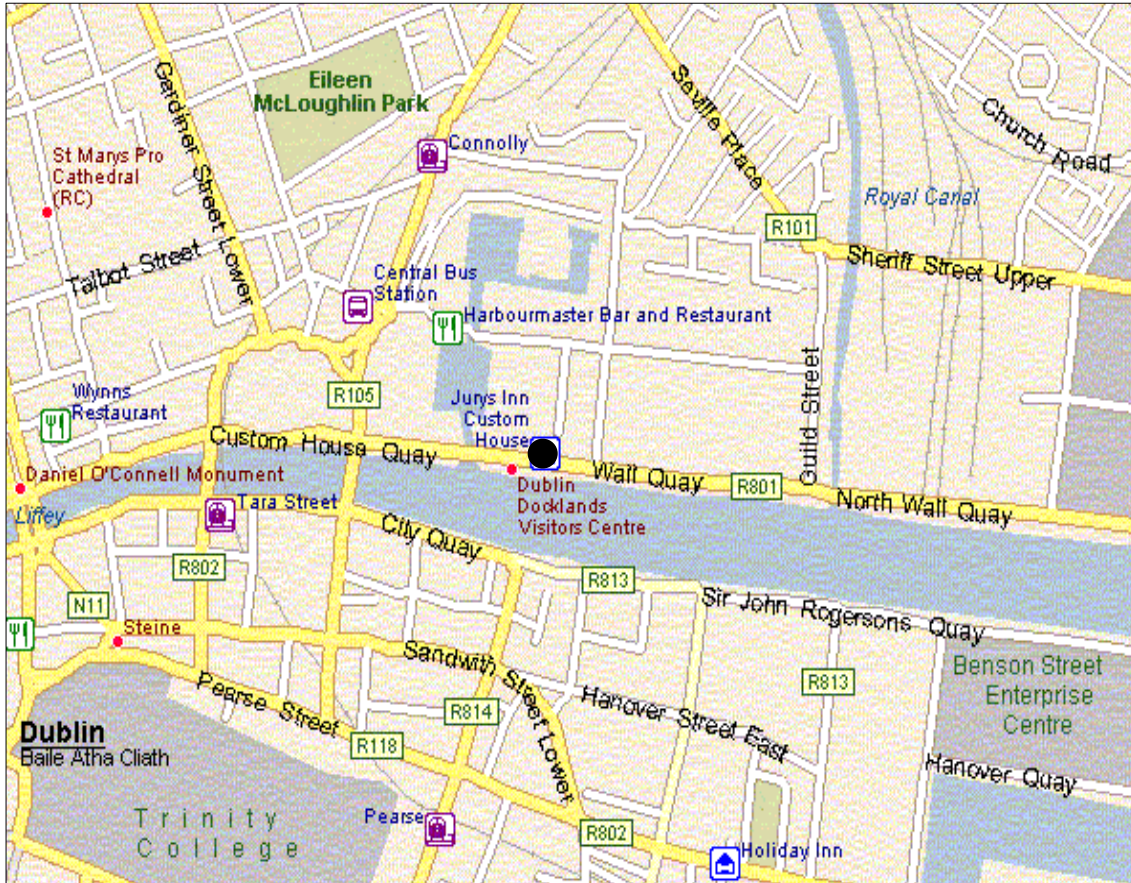 Gardiner Street Lower
Eileen
McLoughlin Park
Seville Place
Church Road
St Marys Pro
Cathedral
(RC)
Connolly
Royal Canal
R101
Talbot Street
Sheriff Street Upper
Central Bus
Station
Harbourmaster Bar and Restaurant
Guild Street
Wynns
Restaurant
R105
Jurys Inn
Custom
House
Custom House Quay
Daniel O'Connell Monument
Wall Quay
R801
North Wall Quay
Dublin
Docklands
Visitors Centre
Liffey
Tara Street
City Quay
R802
R813
N11
Sir John Rogersons Quay
Steine
Sandwith Street Lower
Benson Street
Enterprise
Centre
Pearse Street
R813
Hanover Street East
R814
Dublin
Baile Atha Cliath
R118
Hanover Quay
Trinity
College
Pearse
R802
Holiday Inn